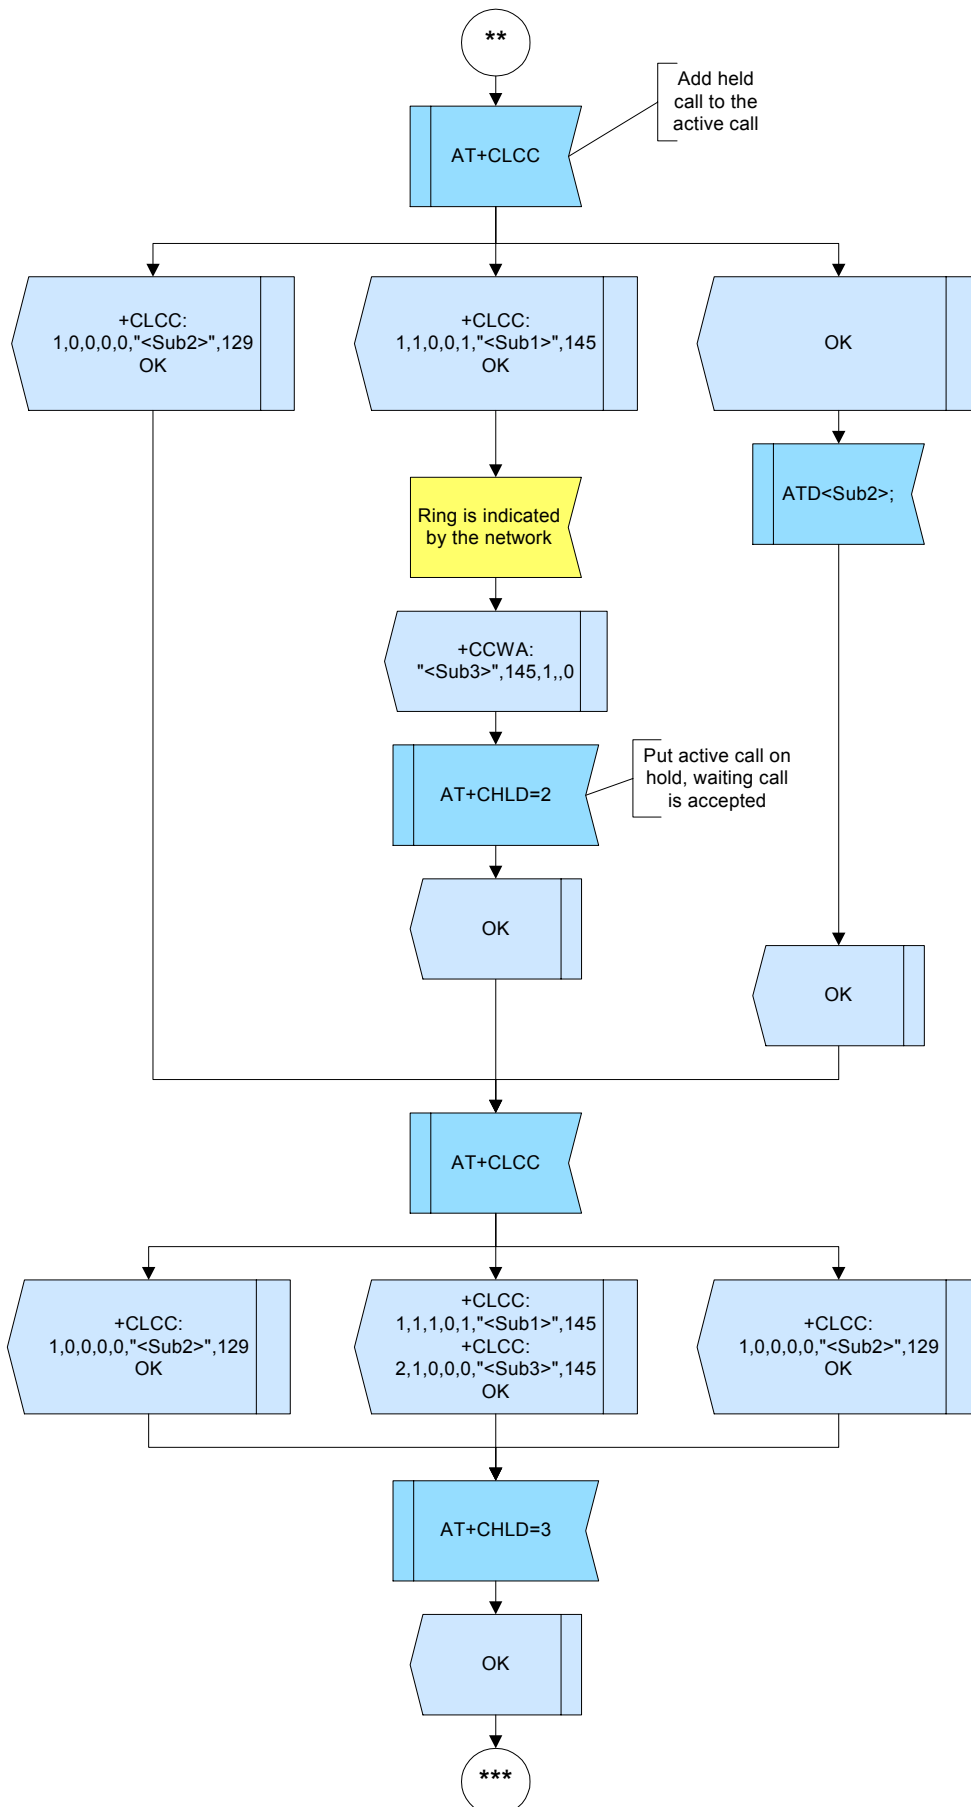 **
Add held
call to the
active call
AT+CLCC
+CLCC:
1,0,0,0,0,"<Sub2>",129
OK
+CLCC:
1,1,0,0,1,"<Sub1>",145
OK
OK
ATD<Sub2>;
Ring is indicated
by the network
+CCWA:
"<Sub3>",145,1,,0
AT+CHLD=2
Put active call on
hold, waiting call
is accepted
OK
OK
AT+CLCC
+CLCC:
1,0,0,0,0,"<Sub2>",129
OK
+CLCC:
1,1,1,0,1,"<Sub1>",145
+CLCC:
2,1,0,0,0,"<Sub3>",145
OK
+CLCC:
1,0,0,0,0,"<Sub2>",129
OK
AT+CHLD=3
OK
***